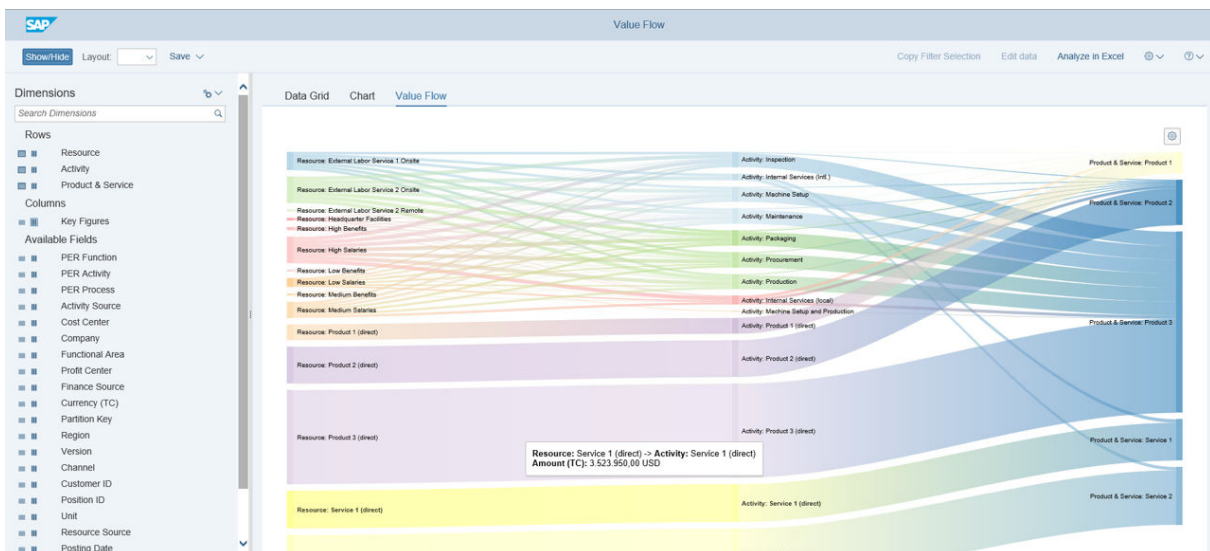 SAP
Value Flow
Show/Hide Layout: Save
Copy Filter Selection Edit data Analyze in Excel
Dimensions
Search Dimensions
Rows
Resource
Activity
Product & Service
Columns
Key Figures
Available Fields
PER Function
PER Activity
PER Process
Activity Source
Cost Center
Company
Functional Area
Profit Center
Finance Source
Currency (TC)
Partition Key
Region
Version
Channel
Customer ID
Position ID
Unit
Resource Source
Posting Date
Data Grid Chart Value Flow
Resource: External Labor Service 1 Onsite
Resource: External Labor Service 2 Onsite
Resource: External Labor Service 2 Remote
Resource: Headquarter Facilities
Resource: High Benefits
Resource: High Salaries
Resource: Low Benefits
Resource: Low Salaries
Resource: Medium Benefits
Resource: Medium Salaries
Resource: Product 1 (direct)
Resource: Product 2 (direct)
Resource: Product 3 (direct)
Resource: Service 1 (direct)
Activity: Inspection
Activity: Internal Services (Intl.)
Activity: Machine Setup
Activity: Maintenance
Activity: Packaging
Activity: Procurement
Activity: Production
Activity: Internal Services (local)
Activity: Machine Setup and Production
Activity: Product 1 (direct)
Activity: Product 2 (direct)
Activity: Product 3 (direct)
Resource: Service 1 (direct) -> Activity: Service 1 (direct)
Amount (TC): 3.523.950,00 USD
Activity: Service 1 (direct)
Product & Service: Product 1
Product & Service: Product 2
Product & Service: Product 3
Product & Service: Service 1
Product & Service: Service 2